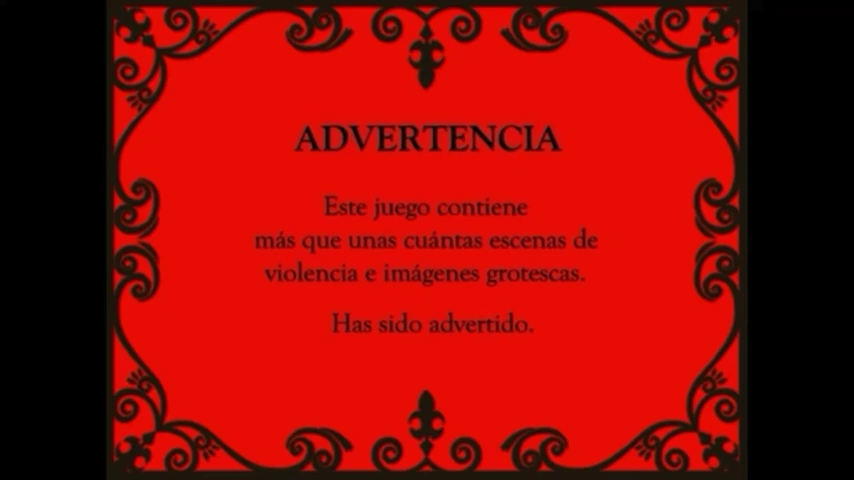 ADVERTENCIA
Este juego contiene
más que unas cuántas escenas de
violencia e imágenes grotescas.
Has sido advertido.